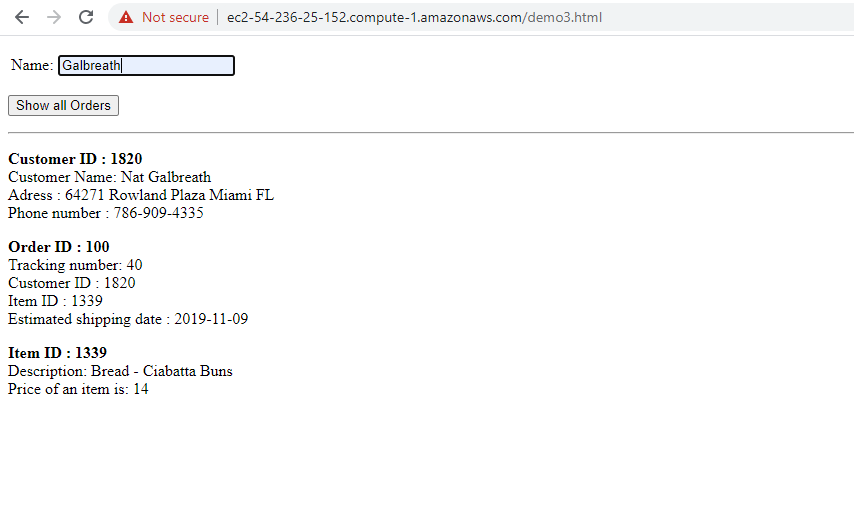 Not secure | ec2-54-236-25-152.compute-1.amazonaws.com/demo3.html
Name: Galbreath
Show all Orders
Customer ID : 1820
Customer Name: Nat Galbreath
Adress : 64271 Rowland Plaza Miami FL
Phone number : 786-909-4335
Order ID : 100
Tracking number: 40
Customer ID : 1820
Item ID : 1339
Estimated shipping date : 2019-11-09
Item ID : 1339
Description: Bread - Ciabatta Buns
Price of an item is: 14